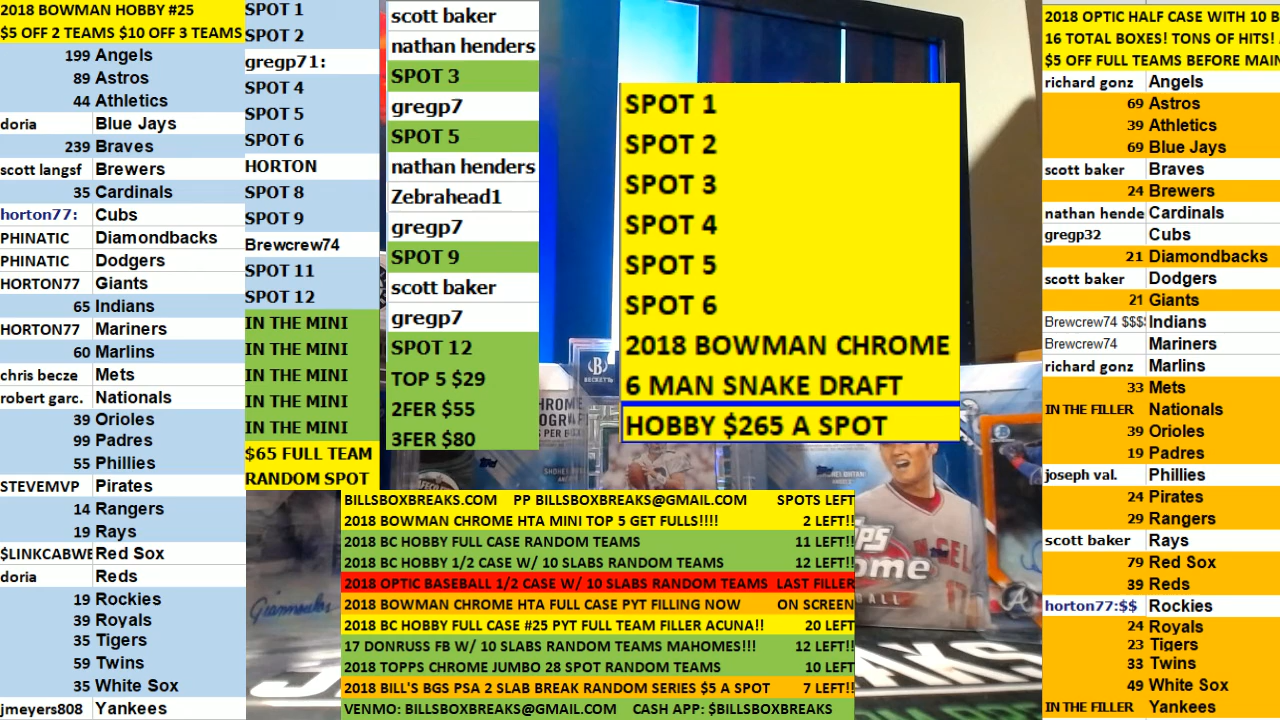 2018 BOWMAN HOBBY #25
$5 OFF 2 TEAMS $10 OFF 3 TEAMS
199 Angels
89 Astros
44 Athletics
doria Blue Jays
239 Braves
scott langsf Brewers
35 Cardinals
horton77: Cubs
PHINATIC Diamondbacks
PHINATIC Dodgers
HORTON77 Giants
65 Indians
HORTON77 Mariners
60 Marlins
chris becze Mets
robert garc. Nationals
39 Orioles
99 Padres
55 Phillies
STEVEMVP Pirates
14 Rangers
19 Rays
$LINKCABWE Red Sox
doria Reds
19 Rockies
39 Royals
35 Tigers
59 Twins
35 White Sox
jmeyers808 Yankees
SPOT 1
SPOT 2
gregp71:
SPOT 4
SPOT 5
SPOT 6
HORTON
SPOT 8
SPOT 9
Brewcrew74
SPOT 11
SPOT 12
IN THE MINI
IN THE MINI
IN THE MINI
IN THE MINI
IN THE MINI
$65 FULL TEAM
RANDOM SPOT
scott baker
nathan henders
SPOT 3
gregp7
SPOT 5
nathan henders
Zebrahead1
gregp7
SPOT 9
scott baker
gregp7
SPOT 12
TOP 5 $29
2FER $55
3FER $80
SPOT 1
SPOT 2
SPOT 3
SPOT 4
SPOT 5
SPOT 6
2018 BOWMAN CHROME
6 MAN SNAKE DRAFT
HOBBY $265 A SPOT
BECKETT
BILLSBOXBREAKS.COM PP BILLSBOXBREAKS@GMAIL.COM SPOTS LEFT
2018 BOWMAN CHROME HTA MINI TOP 5 GET FULLS!!!! 2 LEFT!!
2018 BC HOBBY FULL CASE RANDOM TEAMS 11 LEFT!!
2018 BC HOBBY 1/2 CASE W/ 10 SLABS RANDOM TEAMS 12 LEFT!!
2018 OPTIC BASEBALL 1/2 CASE W/ 10 SLABS RANDOM TEAMS LAST FILLER
2018 BOWMAN CHROME HTA FULL CASE PYT FILLING NOW ON SCREEN
2018 BC HOBBY FULL CASE #25 PYT FULL TEAM FILLER ACUNA!! 20 LEFT
17 DONRUSS FB W/ 10 SLABS RANDOM TEAMS MAHOMES!!! 12 LEFT!!
2018 TOPPS CHROME JUMBO 28 SPOT RANDOM TEAMS 10 LEFT
2018 BILL'S BGS PSA 2 SLAB BREAK RANDOM SERIES $5 A SPOT 7 LEFT!!
VENMO: BILLSBOXBREAKS@GMAIL.COM CASH APP: $BILLSBOXBREAKS
2018 OPTIC HALF CASE WITH 10 B
16 TOTAL BOXES! TONS OF HITS!
$5 OFF FULL TEAMS BEFORE MAIN
richard gonz Angels
69 Astros
39 Athletics
69 Blue Jays
scott baker Braves
24 Brewers
nathan hende Cardinals
gregp32 Cubs
21 Diamondbacks
scott baker Dodgers
21 Giants
Brewcrew74 $$$$ Indians
Brewcrew74 Mariners
richard gonz Marlins
33 Mets
IN THE FILLER Nationals
39 Orioles
19 Padres
joseph val. Phillies
24 Pirates
29 Rangers
scott baker Rays
79 Red Sox
39 Reds
horton77:$$ Rockies
24 Royals
23 Tigers
33 Twins
49 White Sox
IN THE FILLER Yankees